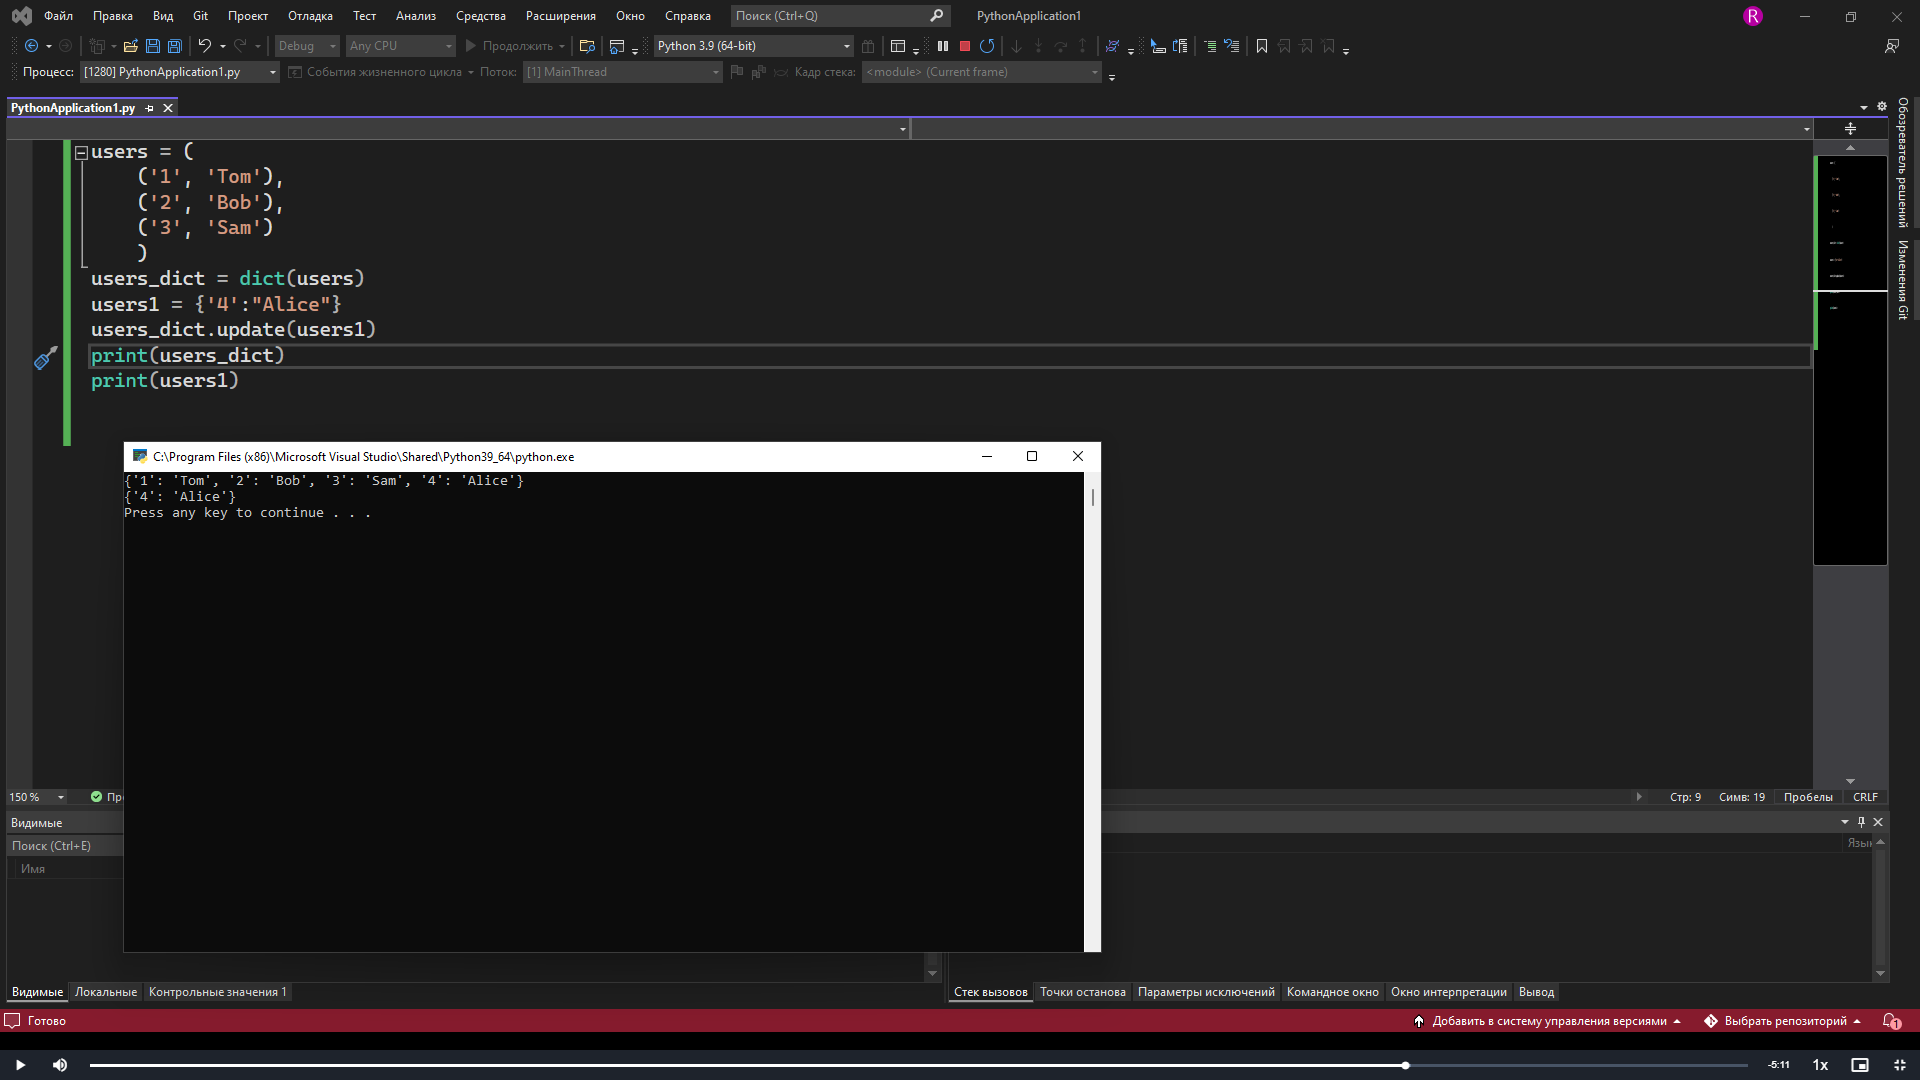 Файл Правка Вид Git Проект Отладка Тест Анализ Средства Расширения Окно Справка Поиск (Ctrl+Q) PythonApplication1 R
Debug Any CPU Продолжить Python 3.9 (64-bit)
Процесс: [1280] PythonApplication1.py События жизненного цикла Поток: [1] MainThread Кадр стека: <module> (Current frame)
PythonApplication1.py
users = (
('1', 'Tom'),
('2', 'Bob'),
('3', 'Sam')
)
users_dict = dict(users)
users1 = {'4':"Alice"}
users_dict.update(users1)
print(users_dict)
print(users1)
Обозреватель решений
Изменения Git
C:\Program Files (x86)\Microsoft Visual Studio\Shared\Python39_64\python.exe
{'1': 'Tom', '2': 'Bob', '3': 'Sam', '4': 'Alice'}
{'4': 'Alice'}
Press any key to continue . . .
150 % Стр: 9 Симв: 19 Пробелы CRLF
Видимые
Поиск (Ctrl+E)
Имя
Видимые Локальные Контрольные значения 1
Стек вызовов Точки останова Параметры исключений Командное окно Окно интерпретации Вывод
Готово Добавить в систему управления версиями Выбрать репозиторий 1
-5:11 1x